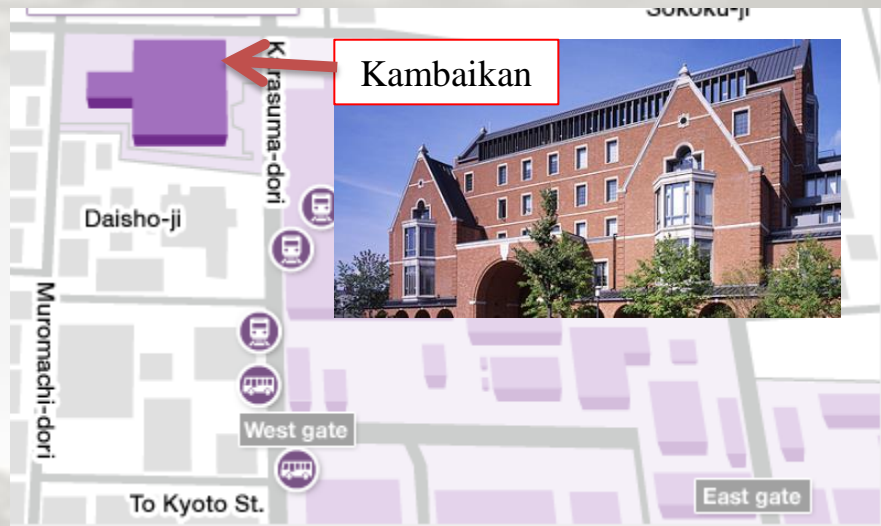 Sokoku-ji
Kambaikan
Karasuma-dori
Daisho-ji
Muromachi-dori
West gate
East gate
To Kyoto St.